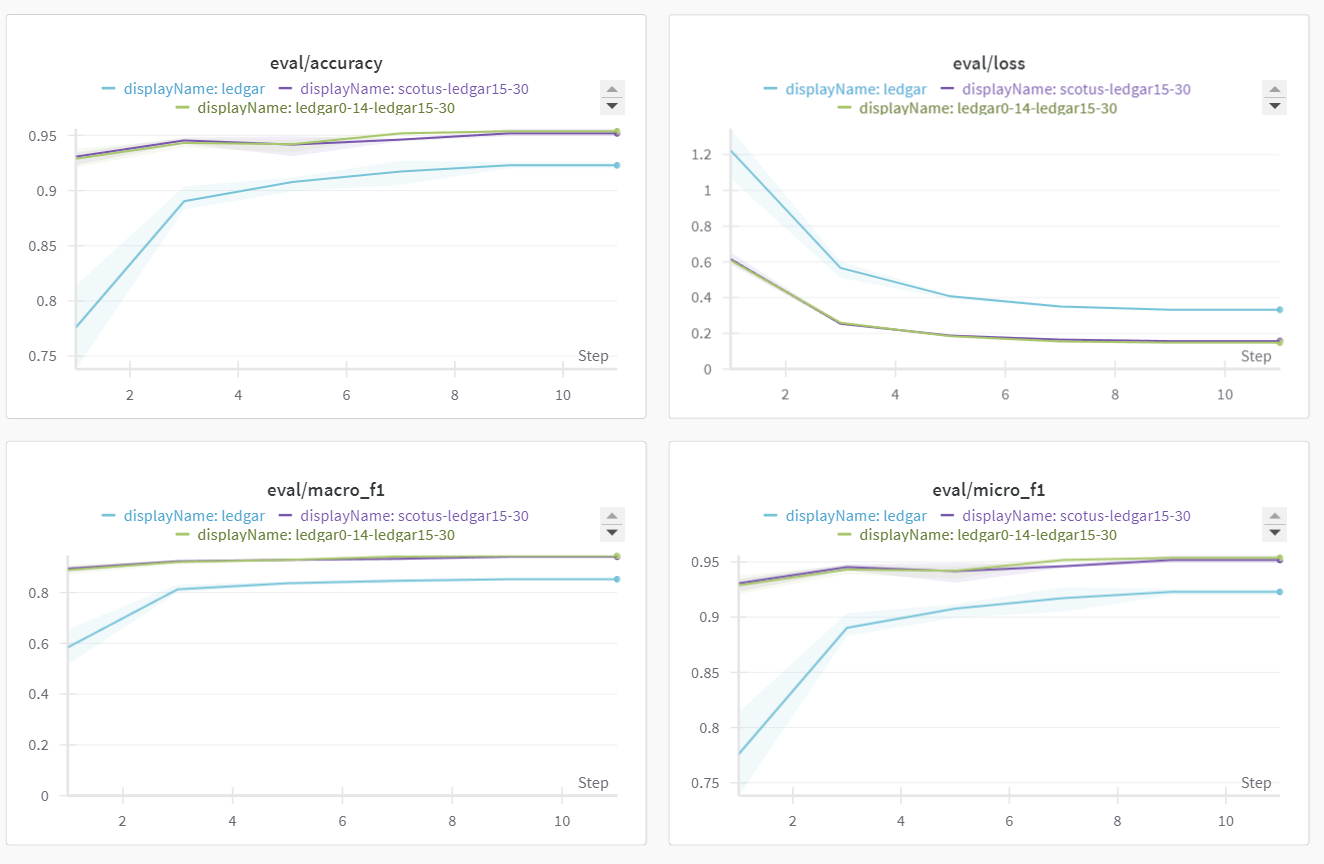 eval/accuracy
displayName: ledgar displayName: scotus-ledgar15-30
displayName: ledgar0-14-ledgar15-30
0.95
0.9
0.85
0.8
0.75
Step
2 4 6 8 10
eval/loss
displayName: ledgar displayName: scotus-ledgar15-30
displayName: ledgar0-14-ledgar15-30
1.2
1
0.8
0.6
0.4
0.2
0
Step
2 4 6 8 10
eval/macro_f1
displayName: ledgar displayName: scotus-ledgar15-30
displayName: ledgar0-14-ledgar15-30
0.8
0.6
0.4
0.2
0
Step
2 4 6 8 10
eval/micro_f1
displayName: ledgar displayName: scotus-ledgar15-30
displayName: ledgar0-14-ledgar15-30
0.95
0.9
0.85
0.8
0.75
Step
2 4 6 8 10